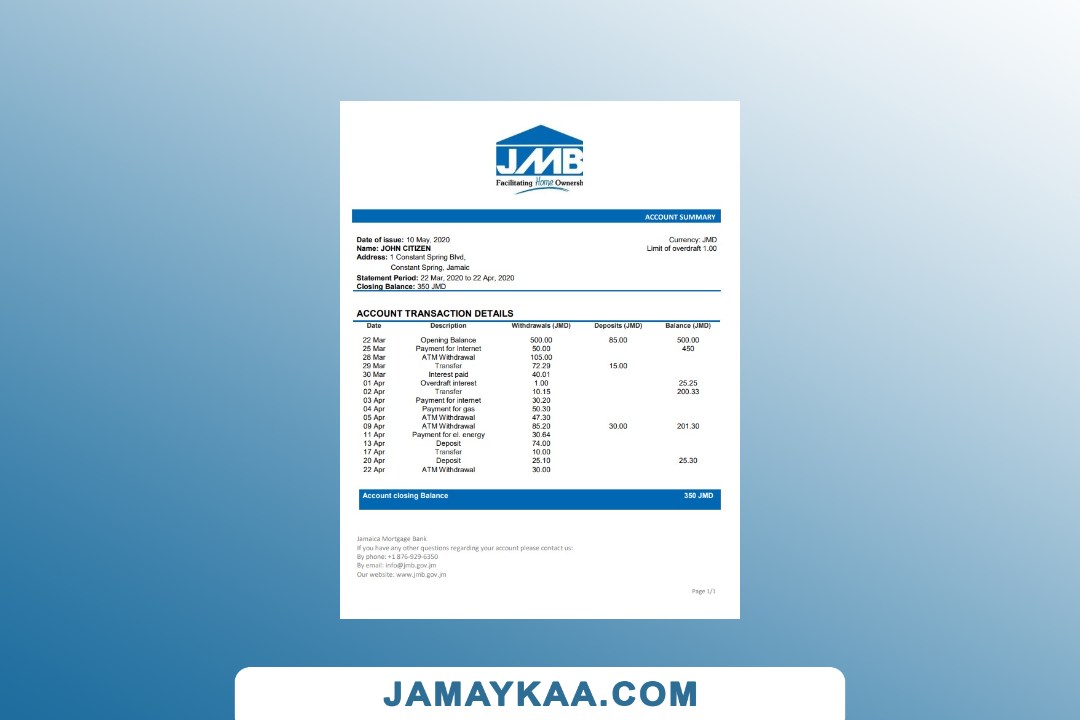 JMB
Facilitating Home Ownersh
ACCOUNT SUMMARY
Date of issue: 10 May, 2020 Currency: JMD
Name: JOHN CITIZEN Limit of overdraft 1.00
Address: 1 Constant Spring Blvd,
Constant Spring, Jamaic
Statement Period: 22 Mar, 2020 to 22 Apr, 2020
Closing Balance: 350 JMD
ACCOUNT TRANSACTION DETAILS
Date Description Withdrawals (JMD) Deposits (JMD) Balance (JMD)
22 Mar Opening Balance 500.00 85.00 500.00
25 Mar Payment for Internet 50.00 450
28 Mar ATM Withdrawal 105.00
29 Mar Transfer 72.29 15.00
30 Mar Interest paid 40.01
01 Apr Overdraft interest 1.00 25.25
02 Apr Transfer 10.15 200.33
03 Apr Payment for internet 30.20
04 Apr Payment for gas 50.30
05 Apr ATM Withdrawal 47.30
09 Apr ATM Withdrawal 85.20 30.00 201.30
11 Apr Payment for el. energy 30.64
13 Apr Deposit 74.00
17 Apr Transfer 10.00
20 Apr Deposit 25.10 25.30
22 Apr ATM Withdrawal 30.00
Account closing Balance 350 JMD
Jamaica Mortgage Bank
If you have any other questions regarding your account please contact us:
By phone: +1 876-929-6350
By email: info@jmb.gov.jm
Our website: www.jmb.gov.jm
Page 1/1
JAMAYKAA.COM